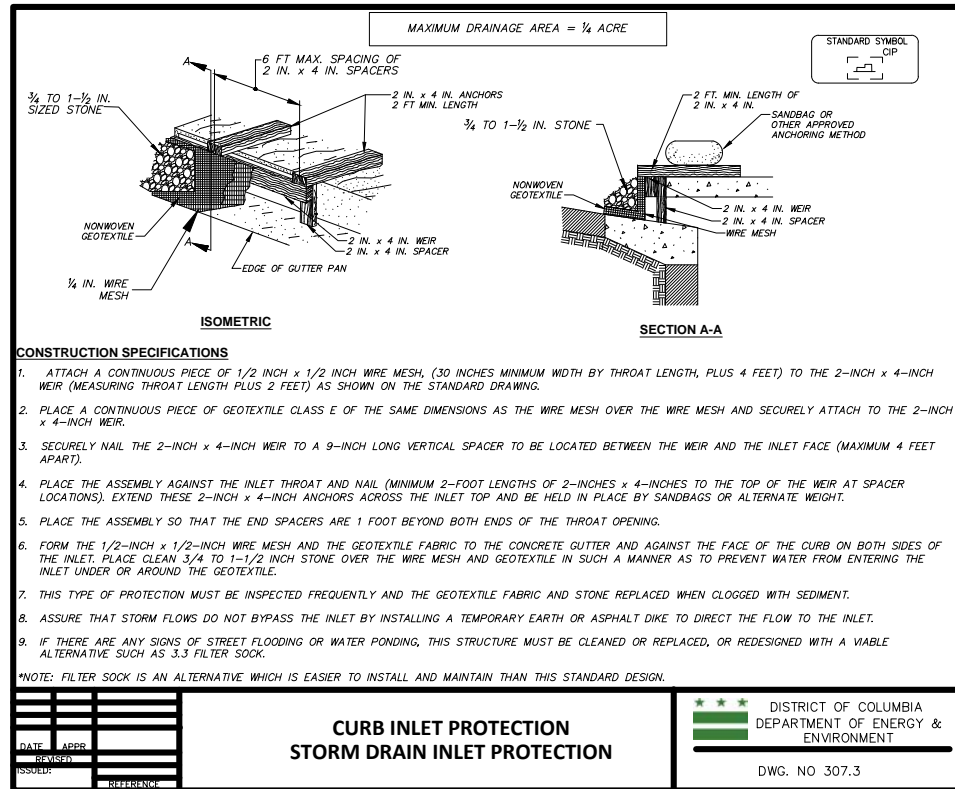 MAXIMUM DRAINAGE AREA = ¼ ACRE
STANDARD SYMBOL
CIP
A
6 FT MAX. SPACING OF
2 IN. x 4 IN. SPACERS
¾ TO 1–½ IN.
SIZED STONE
2 IN. x 4 IN. ANCHORS
2 FT MIN. LENGTH
NONWOVEN
GEOTEXTILE
A
2 IN. x 4 IN. WEIR
2 IN. x 4 IN. SPACER
EDGE OF GUTTER PAN
¼ IN. WIRE
MESH
ISOMETRIC
2 FT. MIN. LENGTH OF
2 IN. x 4 IN.
SANDBAG OR
OTHER APPROVED
ANCHORING METHOD
¾ TO 1–½ IN. STONE
NONWOVEN
GEOTEXTILE
2 IN. x 4 IN. WEIR
2 IN. x 4 IN. SPACER
WIRE MESH
SECTION A-A
CONSTRUCTION SPECIFICATIONS
1. ATTACH A CONTINUOUS PIECE OF 1/2 INCH x 1/2 INCH WIRE MESH, (30 INCHES MINIMUM WIDTH BY THROAT LENGTH, PLUS 4 FEET) TO THE 2–INCH x 4–INCH
WEIR (MEASURING THROAT LENGTH PLUS 2 FEET) AS SHOWN ON THE STANDARD DRAWING.
2. PLACE A CONTINUOUS PIECE OF GEOTEXTILE CLASS E OF THE SAME DIMENSIONS AS THE WIRE MESH OVER THE WIRE MESH AND SECURELY ATTACH TO THE 2–INCH
x 4–INCH WEIR.
3. SECURELY NAIL THE 2–INCH x 4–INCH WEIR TO A 9–INCH LONG VERTICAL SPACER TO BE LOCATED BETWEEN THE WEIR AND THE INLET FACE (MAXIMUM 4 FEET
APART).
4. PLACE THE ASSEMBLY AGAINST THE INLET THROAT AND NAIL (MINIMUM 2–FOOT LENGTHS OF 2–INCHES x 4–INCHES TO THE TOP OF THE WEIR AT SPACER
LOCATIONS). EXTEND THESE 2–INCH x 4–INCH ANCHORS ACROSS THE INLET TOP AND BE HELD IN PLACE BY SANDBAGS OR ALTERNATE WEIGHT.
5. PLACE THE ASSEMBLY SO THAT THE END SPACERS ARE 1 FOOT BEYOND BOTH ENDS OF THE THROAT OPENING.
6. FORM THE 1/2–INCH x 1/2–INCH WIRE MESH AND THE GEOTEXTILE FABRIC TO THE CONCRETE GUTTER AND AGAINST THE FACE OF THE CURB ON BOTH SIDES OF
THE INLET. PLACE CLEAN 3/4 TO 1–1/2 INCH STONE OVER THE WIRE MESH AND GEOTEXTILE IN SUCH A MANNER AS TO PREVENT WATER FROM ENTERING THE
INLET UNDER OR AROUND THE GEOTEXTILE.
7. THIS TYPE OF PROTECTION MUST BE INSPECTED FREQUENTLY AND THE GEOTEXTILE FABRIC AND STONE REPLACED WHEN CLOGGED WITH SEDIMENT.
8. ASSURE THAT STORM FLOWS DO NOT BYPASS THE INLET BY INSTALLING A TEMPORARY EARTH OR ASPHALT DIKE TO DIRECT THE FLOW TO THE INLET.
9. IF THERE ARE ANY SIGNS OF STREET FLOODING OR WATER PONDING, THIS STRUCTURE MUST BE CLEANED OR REPLACED, OR REDESIGNED WITH A VIABLE
ALTERNATIVE SUCH AS 3.3 FILTER SOCK.
*NOTE: FILTER SOCK IS AN ALTERNATIVE WHICH IS EASIER TO INSTALL AND MAINTAIN THAN THIS STANDARD DESIGN.
DATE APPR
REVISED
ISSUED:
REFERENCE
CURB INLET PROTECTION
STORM DRAIN INLET PROTECTION
DISTRICT OF COLUMBIA
DEPARTMENT OF ENERGY &
ENVIRONMENT
DWG. NO 307.3